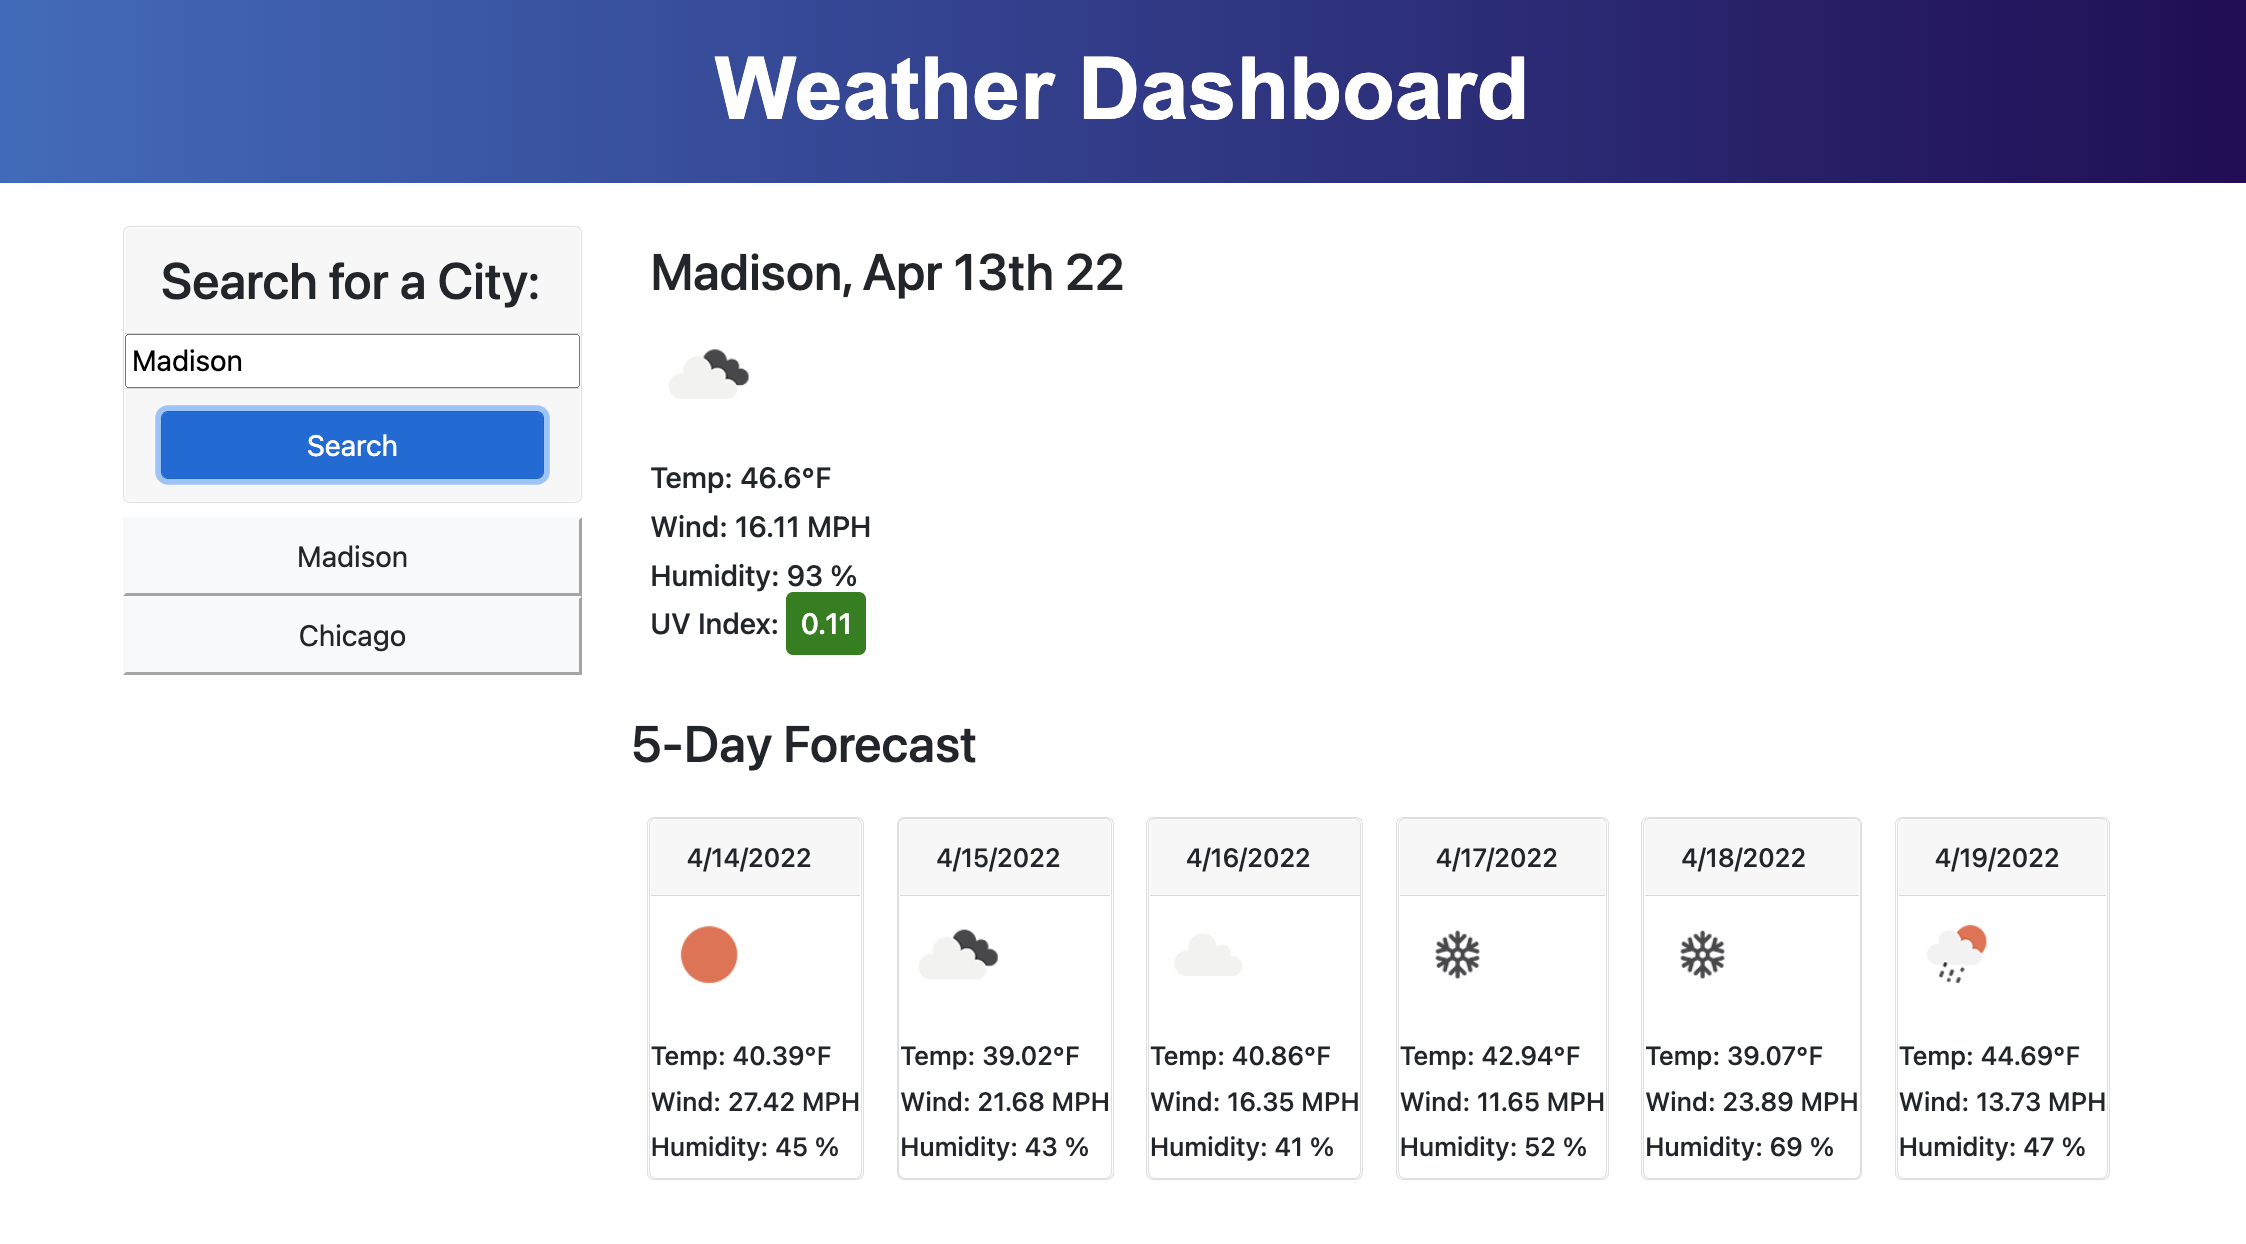 Weather Dashboard
Search for a City:
Madison
Search
Madison
Chicago
Madison, Apr 13th 22
Temp: 46.6°F
Wind: 16.11 MPH
Humidity: 93 %
UV Index: 0.11
5-Day Forecast
4/14/2022
Temp: 40.39°F
Wind: 27.42 MPH
Humidity: 45 %
4/15/2022
Temp: 39.02°F
Wind: 21.68 MPH
Humidity: 43 %
4/16/2022
Temp: 40.86°F
Wind: 16.35 MPH
Humidity: 41 %
4/17/2022
Temp: 42.94°F
Wind: 11.65 MPH
Humidity: 52 %
4/18/2022
Temp: 39.07°F
Wind: 23.89 MPH
Humidity: 69 %
4/19/2022
Temp: 44.69°F
Wind: 13.73 MPH
Humidity: 47 %